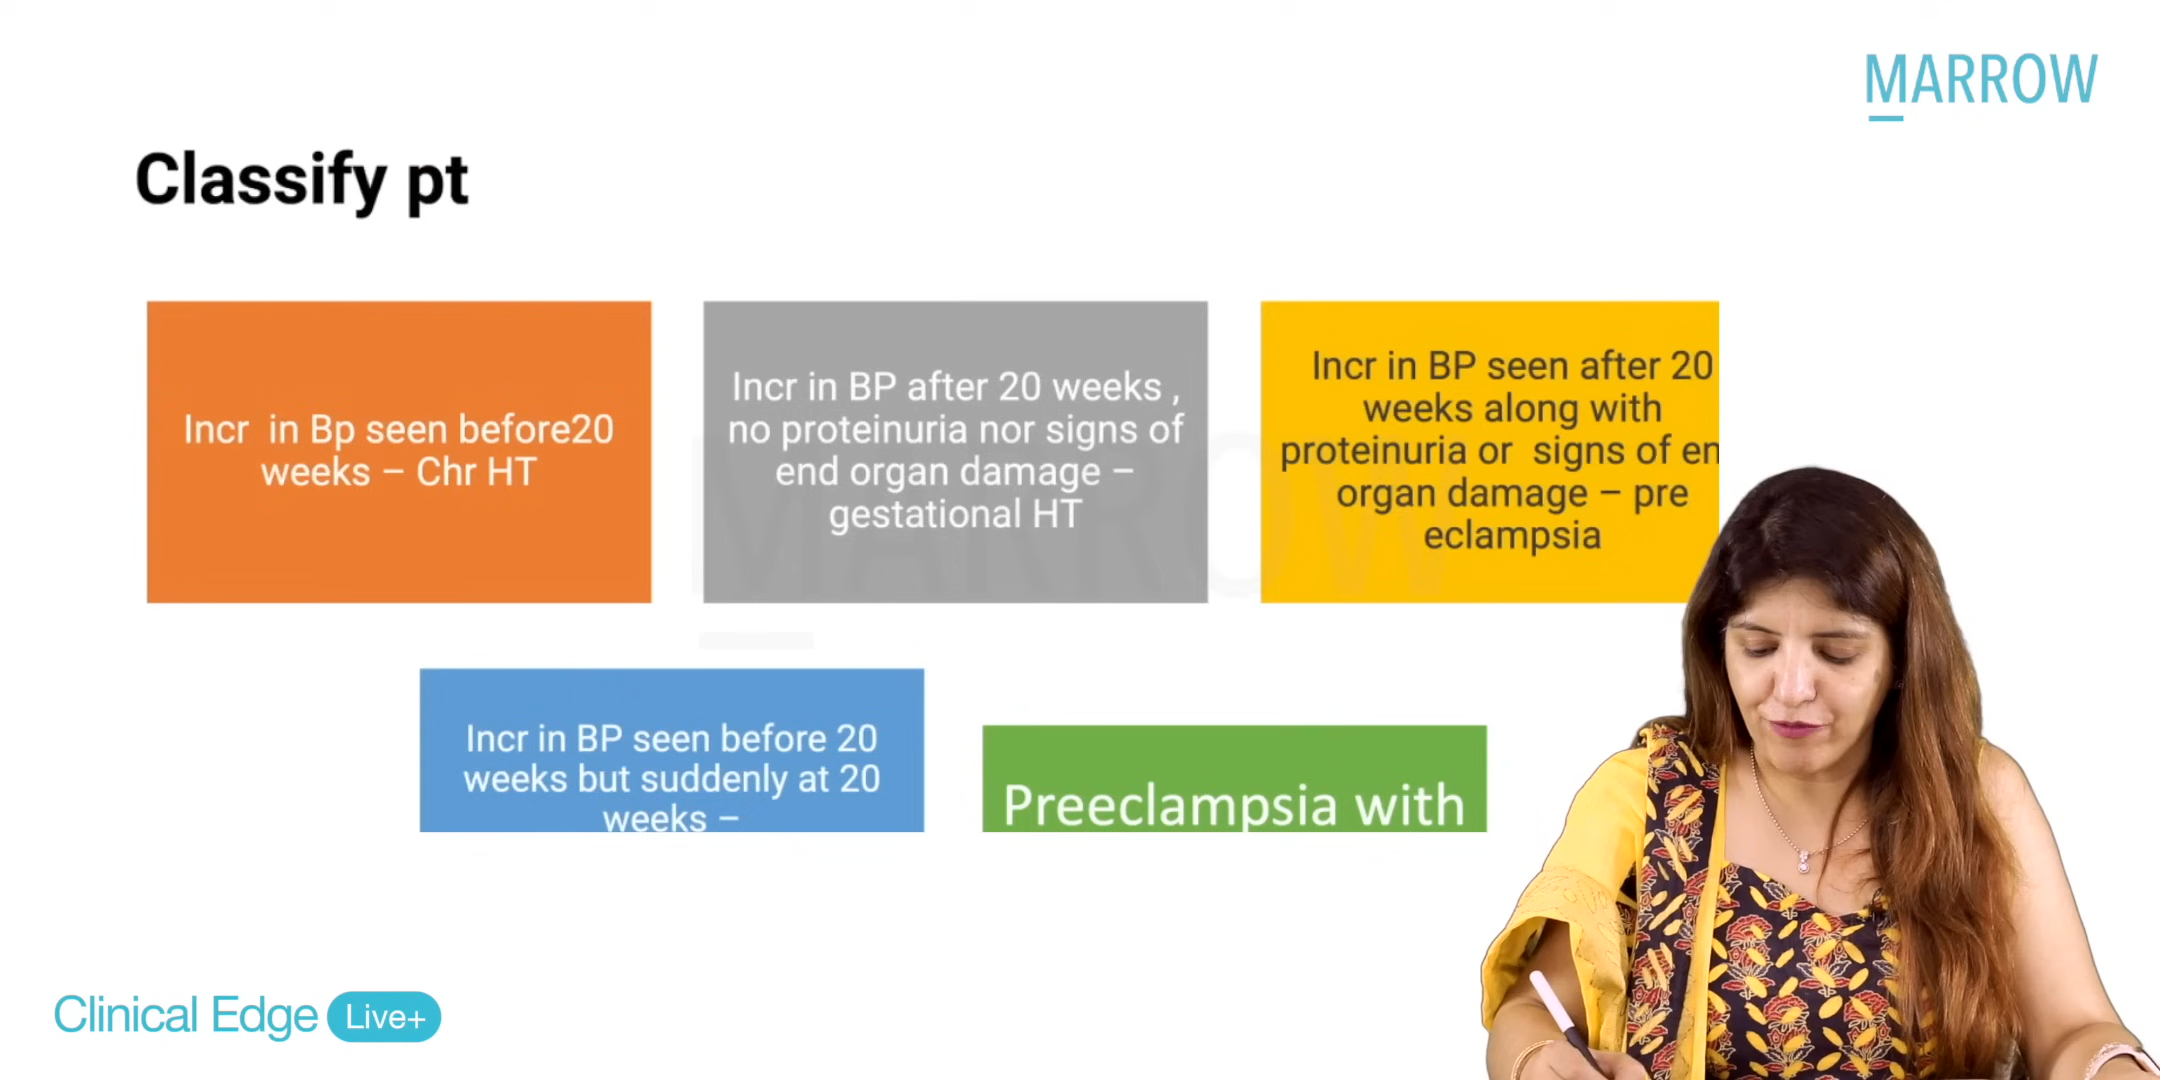 MARROW
Classify pt
Incr in Bp seen before20
weeks – Chr HT
Incr in BP after 20 weeks ,
no proteinuria nor signs of
end organ damage –
gestational HT
Incr in BP seen after 20
weeks along with
proteinuria or signs of en
organ damage – pre
eclampsia
Incr in BP seen before 20
weeks but suddenly at 20
weeks –
Preeclampsia with
MARROW
Clinical Edge Live+